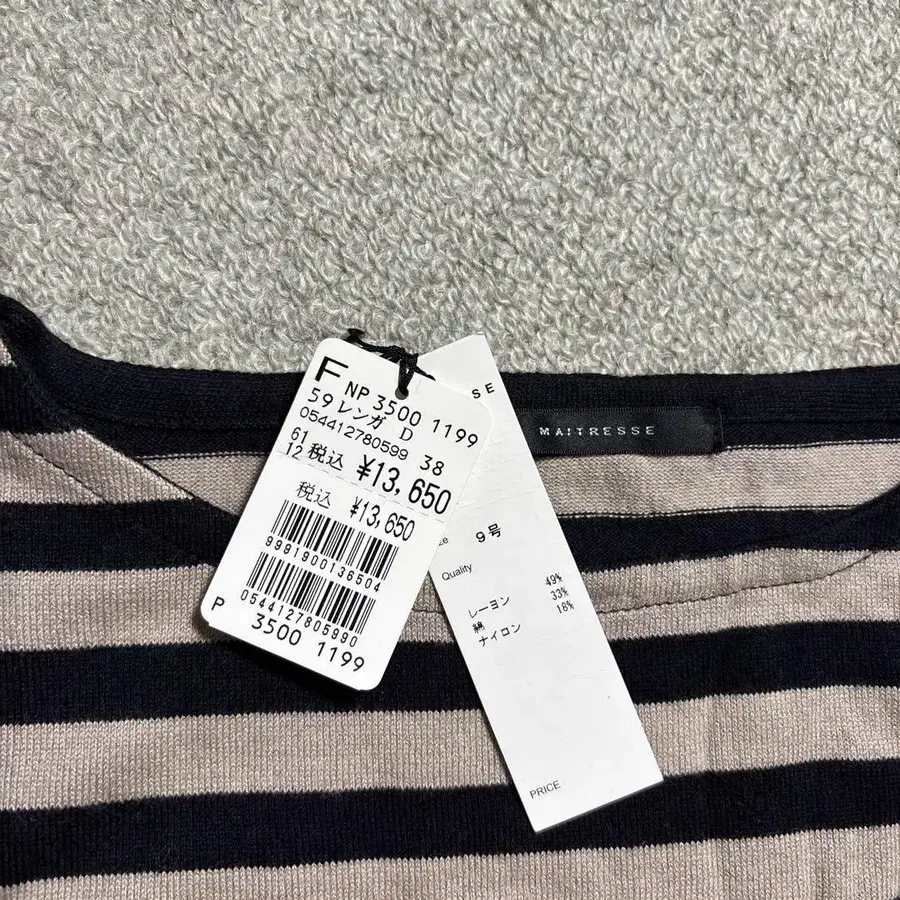 F NP 3500 1199
59レンガ D
054412780599 38
61
12 税込 ¥13,650
税込 ¥13,650
9991900136504
0544127805990
P 3500 1199
SE
MAITRESSE
9号
Quality
レーヨン 49%
綿 33%
ナイロン 18%
PRICE